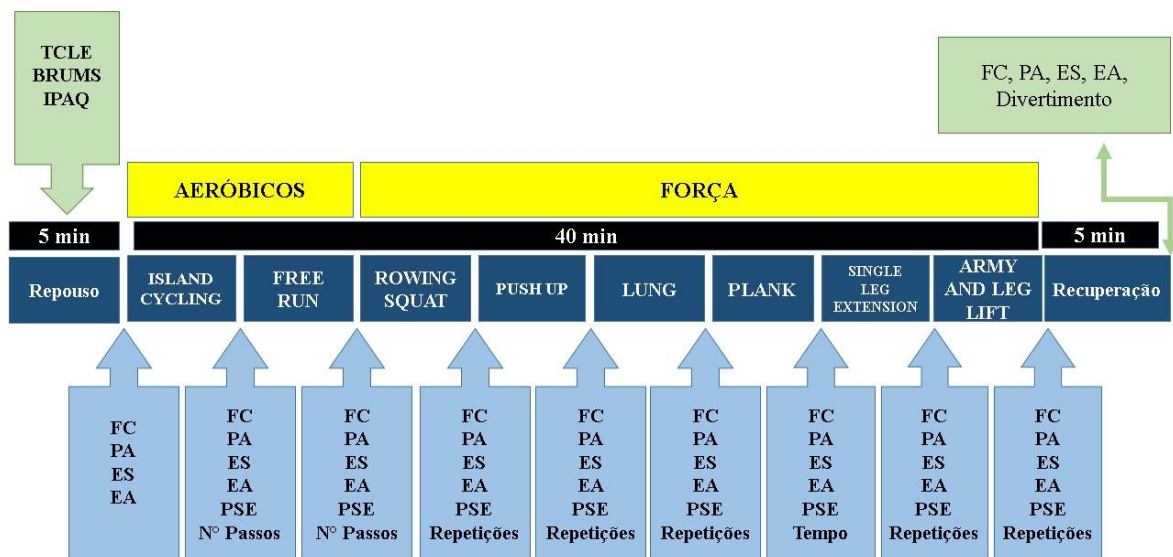 TCLE
BRUMS
IPAQ
FC, PA, ES, EA,
Divertimento
AERÓBICOS
FORÇA
5 min
40 min
5 min
Repouso
ISLAND
CYCLING
FREE
RUN
ROWING
SQUAT
PUSH UP
LUNG
PLANK
SINGLE
LEG
EXTENSION
ARMY
AND LEG
LIFT
Recuperação
FC
PA
ES
EA
FC
PA
ES
EA
PSE
N° Passos
FC
PA
ES
EA
PSE
N° Passos
FC
PA
ES
EA
PSE
Repetições
FC
PA
ES
EA
PSE
Repetições
FC
PA
ES
EA
PSE
Repetições
FC
PA
ES
EA
PSE
Tempo
FC
PA
ES
EA
PSE
Repetições
FC
PA
ES
EA
PSE
Repetições